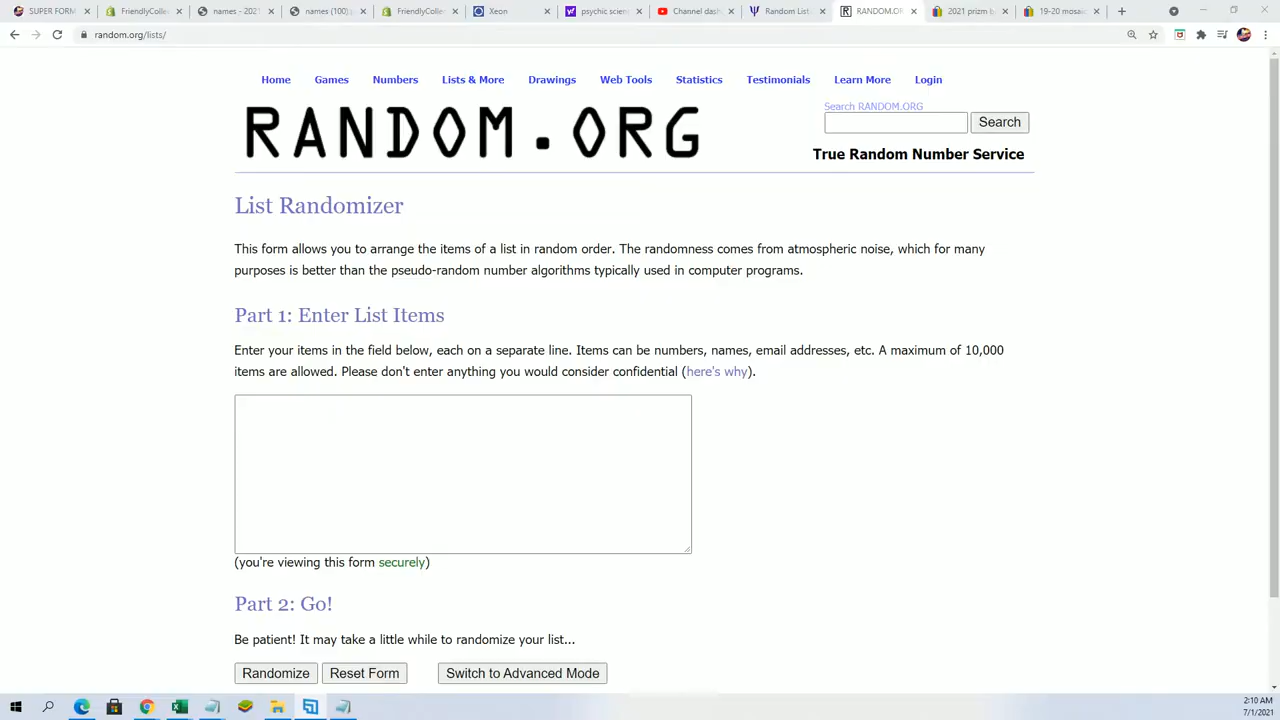 SUPER FORM
FriendlyColle
names - 2021
names (100)
FriendlyColle
Xeon
psychic scien
Channel dash
Random List
RANDOM.OR
2021 prizm b
19-20 mosaic
random.org/lists/
Home Games Numbers Lists & More Drawings Web Tools Statistics Testimonials Learn More Login
RANDOM.ORG
Search RANDOM.ORG
Search
True Random Number Service
List Randomizer
This form allows you to arrange the items of a list in random order. The randomness comes from atmospheric noise, which for many
purposes is better than the pseudo-random number algorithms typically used in computer programs.
Part 1: Enter List Items
Enter your items in the field below, each on a separate line. Items can be numbers, names, email addresses, etc. A maximum of 10,000
items are allowed. Please don't enter anything you would consider confidential (here's why).
(you're viewing this form securely)
Part 2: Go!
Be patient! It may take a little while to randomize your list...
Randomize Reset Form Switch to Advanced Mode
2:10 AM
7/1/2021